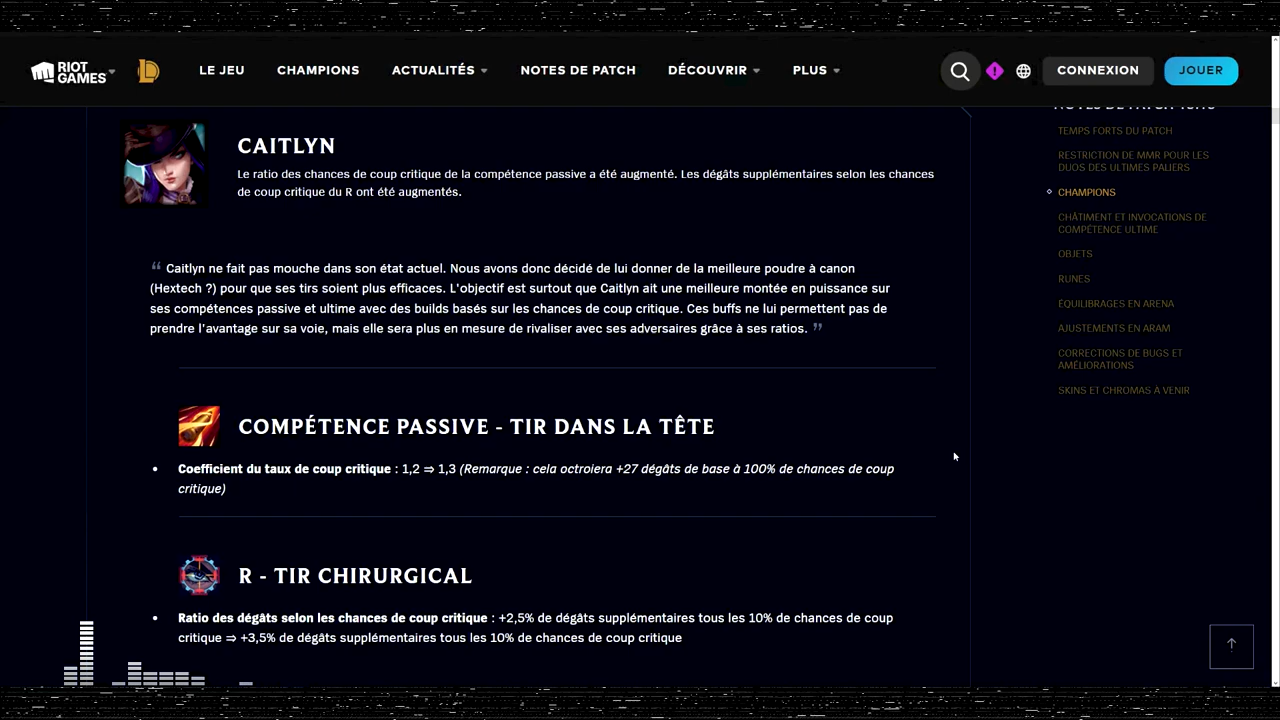 RIOT GAMES
LE JEU
CHAMPIONS
ACTUALITÉS
NOTES DE PATCH
DÉCOUVRIR
PLUS
CONNEXION
JOUER
CAITLYN
Le ratio des chances de coup critique de la compétence passive a été augmenté. Les dégâts supplémentaires selon les chances
de coup critique du R ont été augmentés.
“ Caitlyn ne fait pas mouche dans son état actuel. Nous avons donc décidé de lui donner de la meilleure poudre à canon
(Hextech ?) pour que ses tirs soient plus efficaces. L'objectif est surtout que Caitlyn ait une meilleure montée en puissance sur
ses compétences passive et ultime avec des builds basés sur les chances de coup critique. Ces buffs ne lui permettent pas de
prendre l'avantage sur sa voie, mais elle sera plus en mesure de rivaliser avec ses adversaires grâce à ses ratios. ”
COMPÉTENCE PASSIVE - TIR DANS LA TÊTE
• Coefficient du taux de coup critique : 1,2 ⇒ 1,3 (Remarque : cela octroiera +27 dégâts de base à 100% de chances de coup
critique)
R - TIR CHIRURGICAL
• Ratio des dégâts selon les chances de coup critique : +2,5% de dégâts supplémentaires tous les 10% de chances de coup
critique ⇒ +3,5% de dégâts supplémentaires tous les 10% de chances de coup critique
NOTES DE PATCH
TEMPS FORTS DU PATCH
RESTRICTION DE MMR POUR LES
DUOS DES ULTIMES PALIERS
CHAMPIONS
CHÂTIMENT ET INVOCATIONS DE
COMPÉTENCE ULTIME
OBJETS
RUNES
ÉQUILIBRAGES EN ARENA
AJUSTEMENTS EN ARAM
CORRECTIONS DE BUGS ET
AMÉLIORATIONS
SKINS ET CHROMAS À VENIR